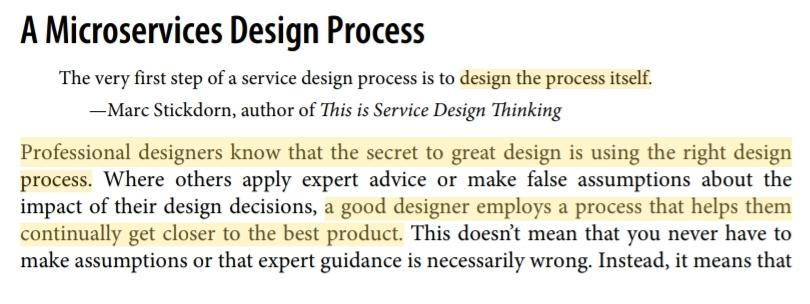 A Microservices Design Process
The very first step of a service design process is to design the process itself.
—Marc Stickdorn, author of This is Service Design Thinking
Professional designers know that the secret to great design is using the right design
process. Where others apply expert advice or make false assumptions about the
impact of their design decisions, a good designer employs a process that helps them
continually get closer to the best product. This doesn’t mean that you never have to
make assumptions or that expert guidance is necessarily wrong. Instead, it means that